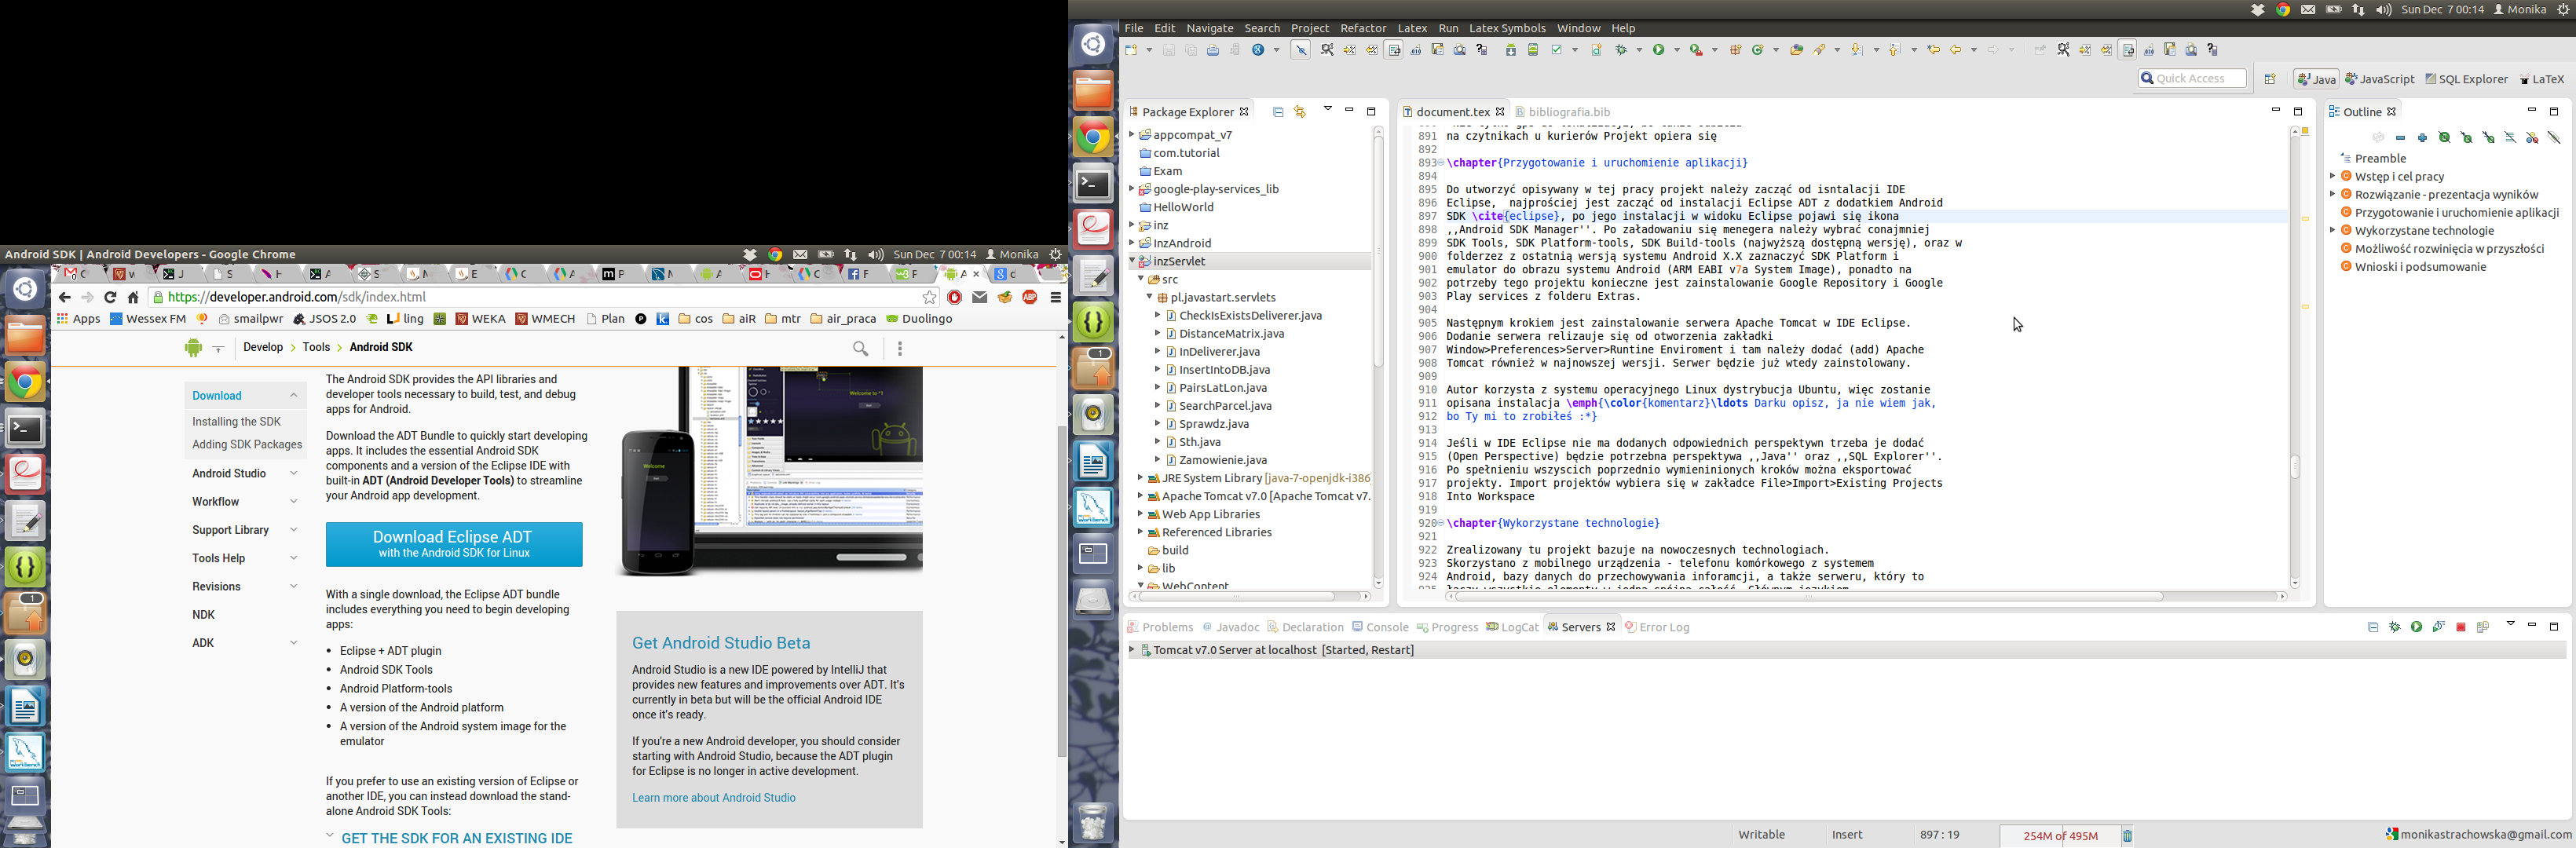 Android SDK | Android Developers - Google Chrome
Sun Dec 7 00:14 Monika
https://developer.android.com/sdk/index.html
Apps Wessex FM smailpwr JSOS 2.0 ling WEKA WMECH Plan cos aiR mtr air_praca Duolingo
Develop > Tools > Android SDK
Download
Installing the SDK
Adding SDK Packages
Android Studio
Workflow
Support Library
Tools Help
Revisions
NDK
ADK
The Android SDK provides the API libraries and
developer tools necessary to build, test, and debug
apps for Android.
Download the ADT Bundle to quickly start developing
apps. It includes the essential Android SDK
components and a version of the Eclipse IDE with
built-in ADT (Android Developer Tools) to streamline
your Android app development.
Download Eclipse ADT
with the Android SDK for Linux
With a single download, the Eclipse ADT bundle
includes everything you need to begin developing
apps:
• Eclipse + ADT plugin
• Android SDK Tools
• Android Platform-tools
• A version of the Android platform
• A version of the Android system image for the
emulator
If you prefer to use an existing version of Eclipse or
another IDE, you can instead download the stand-
alone Android SDK Tools:
GET THE SDK FOR AN EXISTING IDE
Get Android Studio Beta
Android Studio is a new IDE powered by IntelliJ that
provides new features and improvements over ADT. It's
currently in beta but will be the official Android IDE
once it's ready.
If you're a new Android developer, you should consider
starting with Android Studio, because the ADT plugin
for Eclipse is no longer in active development.
Learn more about Android Studio
Sun Dec 7 00:14 Monika
File Edit Navigate Search Project Refactor Latex Run Latex Symbols Window Help
Quick Access
Java JavaScript SQL Explorer LaTeX
Package Explorer
appcompat_v7
com.tutorial
Exam
google-play-services_lib
HelloWorld
inz
InzAndroid
inzServlet
src
pl.javastart.servlets
CheckIsExistsDeliverer.java
DistanceMatrix.java
InDeliverer.java
InsertIntoDB.java
PairsLatLon.java
SearchParcel.java
Sprawdz.java
Sth.java
Zamowienie.java
JRE System Library [java-7-openjdk-i386
Apache Tomcat v7.0 [Apache Tomcat v7.
Web App Libraries
Referenced Libraries
build
lib
WebContent
document.tex bibliografia.bib
891 na czytnikach u kurierów Projekt opiera się
892
893 \chapter{Przygotowanie i uruchomienie aplikacji}
894
895 Do utworzyć opisywany w tej pracy projekt należy zacząć od isntalacji IDE
896 Eclipse, najprościej jest zacząć od instalacji Eclipse ADT z dodatkiem Android
897 SDK \cite{eclipse}, po jego instalacji w widoku Eclipse pojawi się ikona
898 ,,Android SDK Manager''. Po załadowaniu się menegera należy wybrać conajmniej
899 SDK Tools, SDK Platform-tools, SDK Build-tools (najwyższą dostępną wersję), oraz w
900 folderzez z ostatnią wersją systemu Android X.X zaznaczyć SDK Platform i
901 emulator do obrazu systemu Android (ARM EABI v7a System Image), ponadto na
902 potrzeby tego projektu konieczne jest zainstalowanie Google Repository i Google
903 Play services z folderu Extras.
904
905 Następnym krokiem jest zainstalowanie serwera Apache Tomcat w IDE Eclipse.
906 Dodanie serwera relizauje się od otworzenia zakładki
907 Window>Preferences>Server>Runtime Enviroment i tam należy dodać (add) Apache
908 Tomcat również w najnowszej wersji. Serwer będzie już wtedy zainstolowany.
909
910 Autor korzysta z systemu operacyjnego Linux dystrybucja Ubuntu, więc zostanie
911 opisana instalacja \emph{\color{komentarz}\ldots Darku opisz, ja nie wiem jak,
912 bo Ty mi to zrobiłeś :*}
913
914 Jeśli w IDE Eclipse nie ma dodanych odpowiednich perspektywn trzeba je dodać
915 (Open Perspective) będzie potrzebna perspektywa ,,Java'' oraz ,,SQL Explorer''.
916 Po spełnieniu wszyscich poprzednio wymieninionych kroków można eksportować
917 projekty. Import projektów wybiera się w zakładce File>Import>Existing Projects
918 Into Workspace
919
920 \chapter{Wykorzystane technologie}
921
922 Zrealizowany tu projekt bazuje na nowoczesnych technologiach.
923 Skorzystano z mobilnego urządzenia - telefonu komórkowego z systemem
924 Android, bazy danych do przechowywania inforamcji, a także serweru, który to
Outline
Preamble
Wstęp i cel pracy
Rozwiązanie - prezentacja wyników
Przygotowanie i uruchomienie aplikacji
Wykorzystane technologie
Możliwość rozwinięcia w przyszłości
Wnioski i podsumowanie
Problems Javadoc Declaration Console Progress LogCat Servers Error Log
Tomcat v7.0 Server at localhost [Started, Restart]
Writable Insert 897 : 19 254M of 495M monikastrachowska@gmail.com